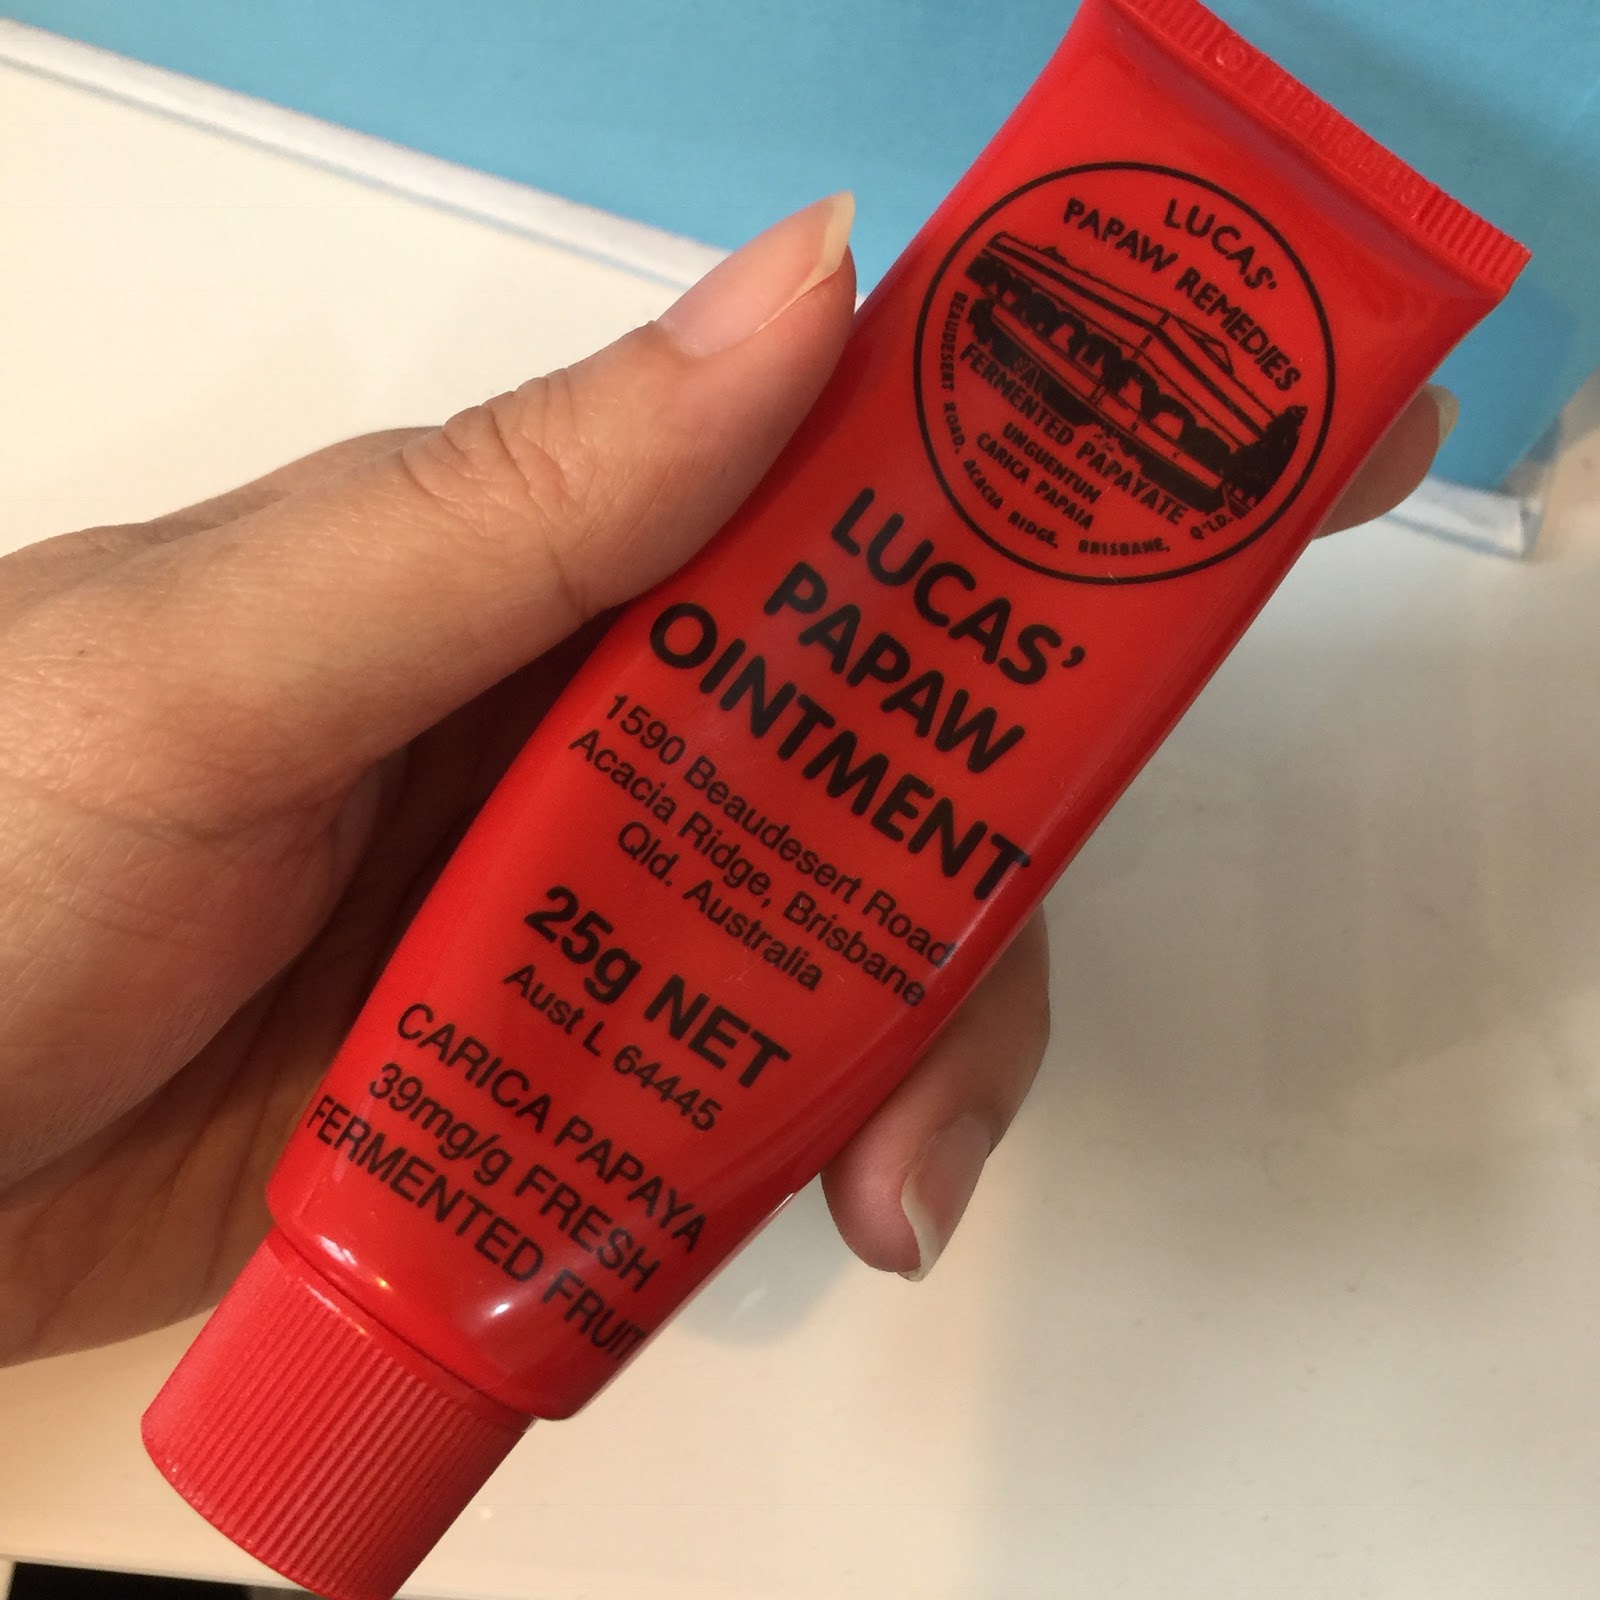 LUCAS'
PAPAW REMEDIES
FERMENTED PAPAYATE
UNGUENTUM
CARICA PAPAIA
BEAUDESERT ROAD, ACACIA RIDGE, BRISBANE, Q'LD.
LUCAS'
PAPAW
OINTMENT
1590 Beaudesert Road
Acacia Ridge, Brisbane
Qld. Australia
25g NET
Aust L 64445
CARICA PAPAYA
39mg/g FRESH
FERMENTED FRUIT